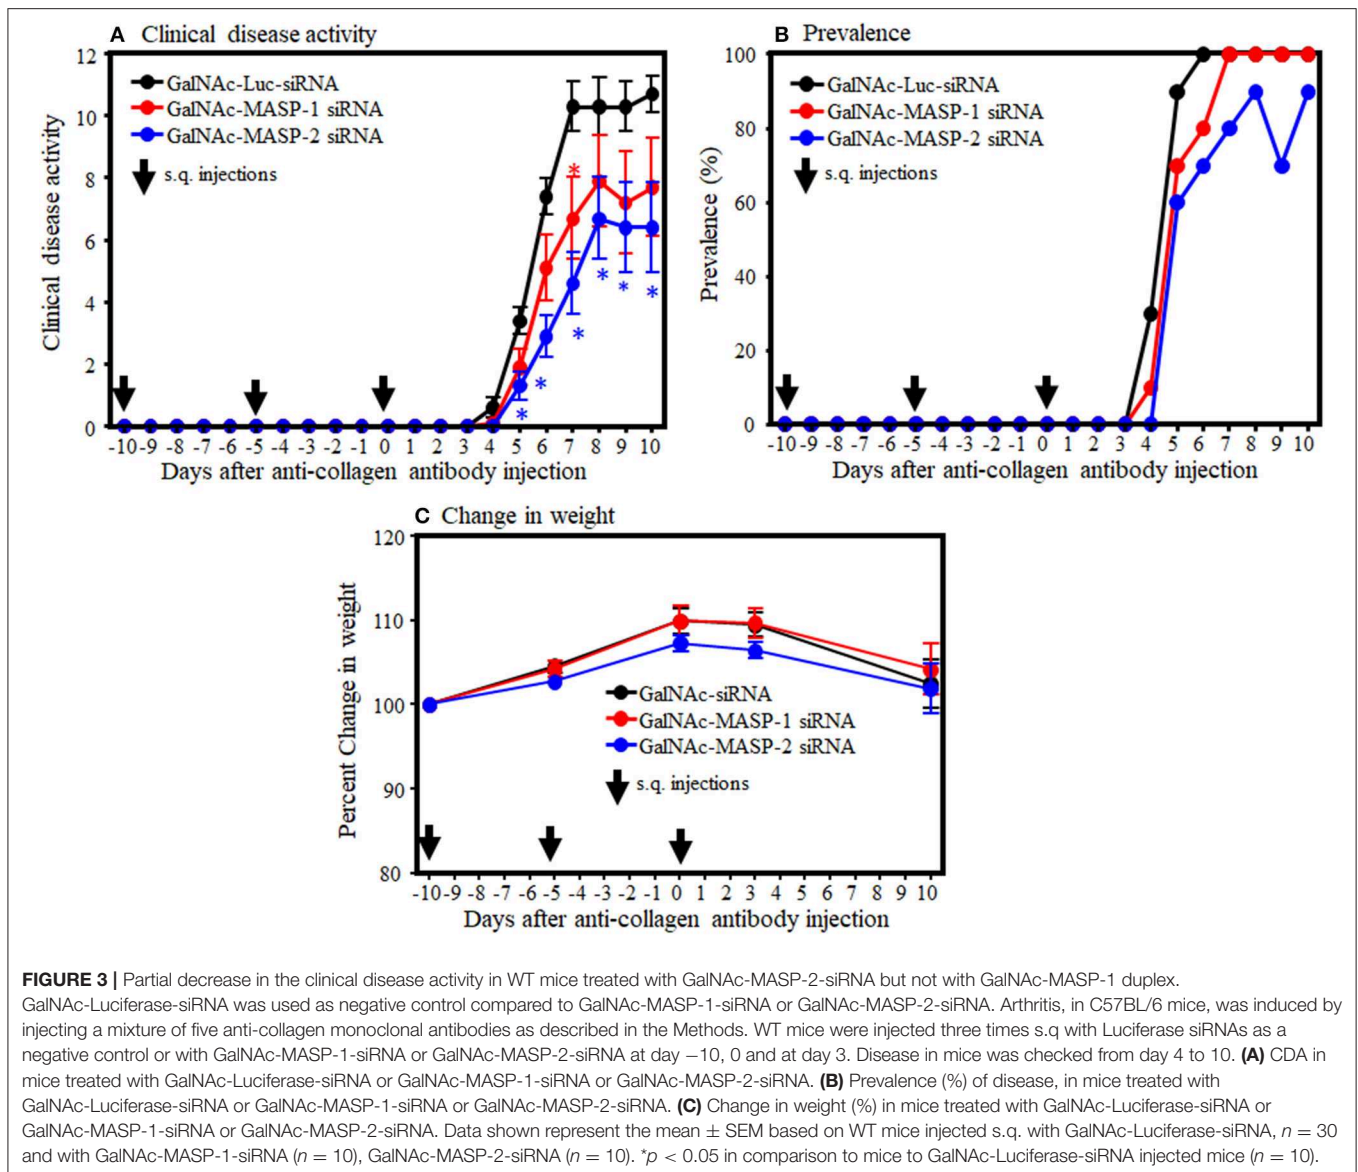 A Clinical disease activity
12
10
8
6
4
2
0
Clinical disease activity
GalNAc-Luc-siRNA
GalNAc-MASP-1 siRNA
GalNAc-MASP-2 siRNA
s.q. injections
*
* * * * * *
-10 -9 -8 -7 -6 -5 -4 -3 -2 -1 0 1 2 3 4 5 6 7 8 9 10
Days after anti-collagen antibody injection
B Prevalence
100
80
60
40
20
0
Prevalence (%)
GalNAc-Luc-siRNA
GalNAc-MASP-1 siRNA
GalNAc-MASP-2 siRNA
s.q. injections
-10 -9 -8 -7 -6 -5 -4 -3 -2 -1 0 1 2 3 4 5 6 7 8 9 10
Days after anti-collagen antibody injection
C Change in weight
120
110
100
90
80
Percent Change in weight
GalNAc-siRNA
GalNAc-MASP-1 siRNA
GalNAc-MASP-2 siRNA
s.q. injections
-10 -9 -8 -7 -6 -5 -4 -3 -2 -1 0 1 2 3 4 5 6 7 8 9 10
Days after anti-collagen antibody injection
FIGURE 3 | Partial decrease in the clinical disease activity in WT mice treated with GalNAc-MASP-2-siRNA but not with GalNAc-MASP-1 duplex.
GalNAc-Luciferase-siRNA was used as negative control compared to GalNAc-MASP-1-siRNA or GalNAc-MASP-2-siRNA. Arthritis, in C57BL/6 mice, was induced by
injecting a mixture of five anti-collagen monoclonal antibodies as described in the Methods. WT mice were injected three times s.q with Luciferase siRNAs as a
negative control or with GalNAc-MASP-1-siRNA or GalNAc-MASP-2-siRNA at day −10, 0 and at day 3. Disease in mice was checked from day 4 to 10. (A) CDA in
mice treated with GalNAc-Luciferase-siRNA or GalNAc-MASP-1-siRNA or GalNAc-MASP-2-siRNA. (B) Prevalence (%) of disease, in mice treated with
GalNAc-Luciferase-siRNA or GalNAc-MASP-1-siRNA or GalNAc-MASP-2-siRNA. (C) Change in weight (%) in mice treated with GalNAc-Luciferase-siRNA or
GalNAc-MASP-1-siRNA or GalNAc-MASP-2-siRNA. Data shown represent the mean ± SEM based on WT mice injected s.q. with GalNAc-Luciferase-siRNA, n = 30
and with GalNAc-MASP-1-siRNA (n = 10), GalNAc-MASP-2-siRNA (n = 10). *p < 0.05 in comparison to mice to GalNAc-Luciferase-siRNA injected mice (n = 10).